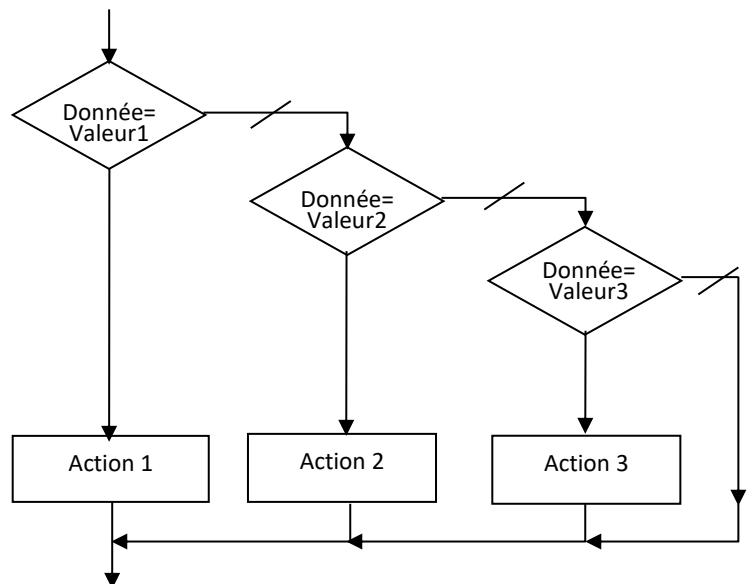 Donnée=
Valeur1
Donnée=
Valeur2
Donnée=
Valeur3
Action 1
Action 2
Action 3